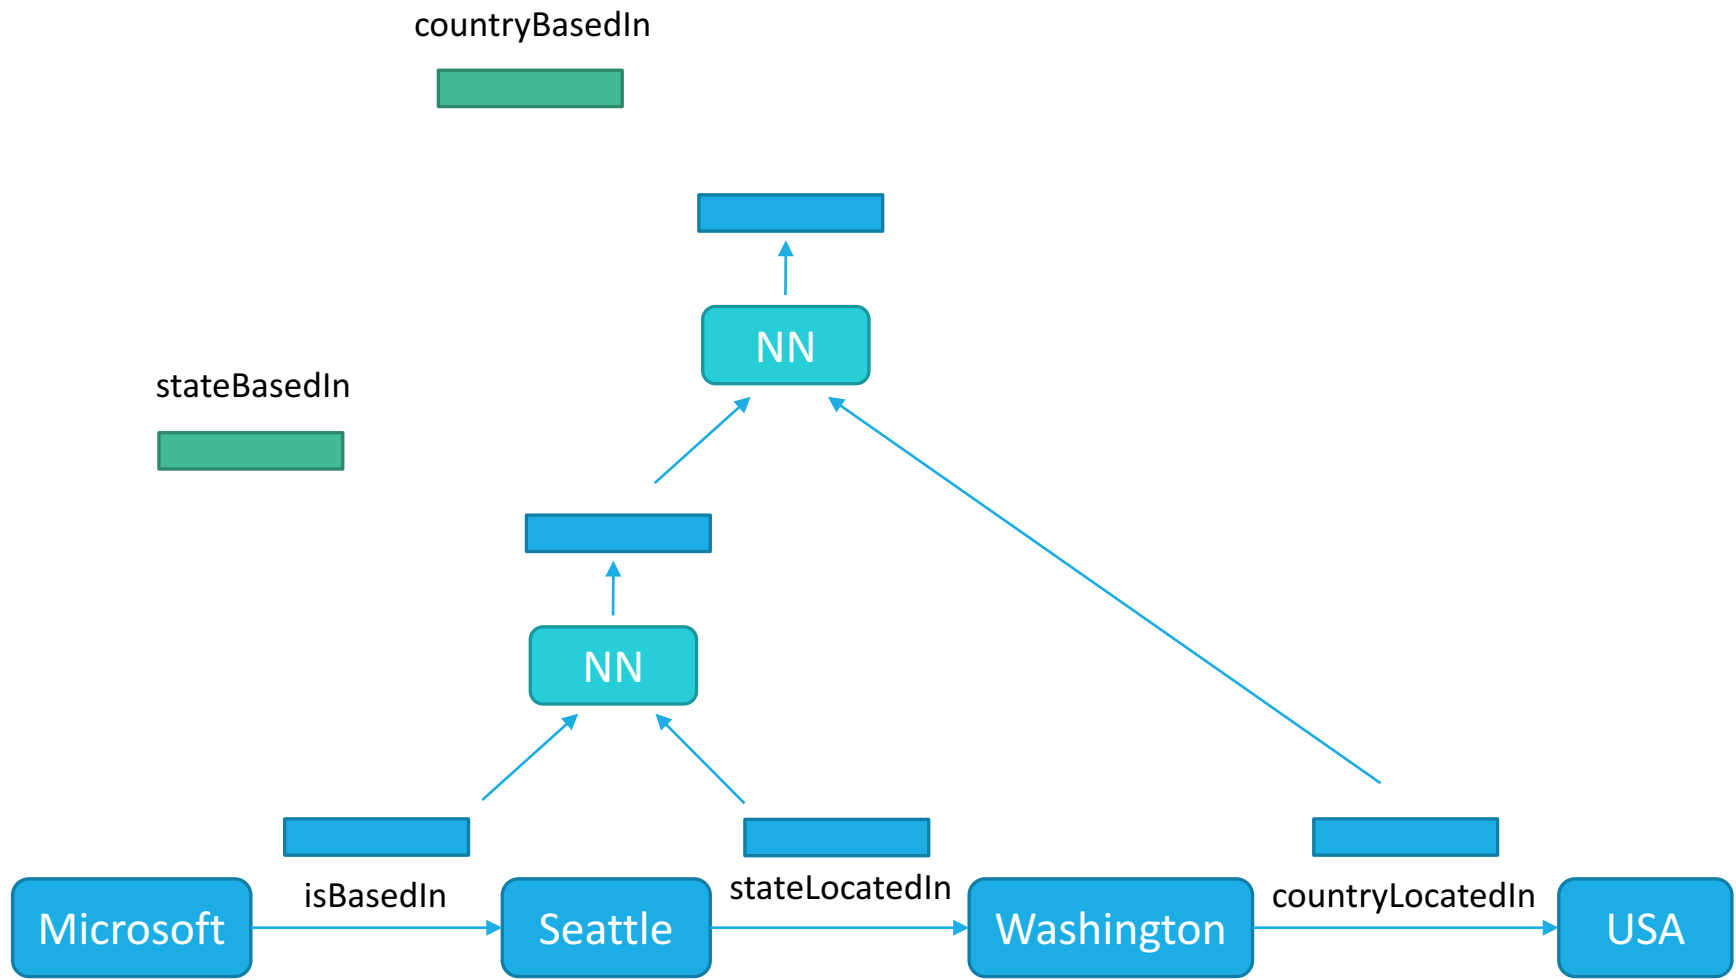 countryBasedIn
NN
stateBasedIn
NN
isBasedIn
stateLocatedIn
countryLocatedIn
Microsoft
Seattle
Washington
USA